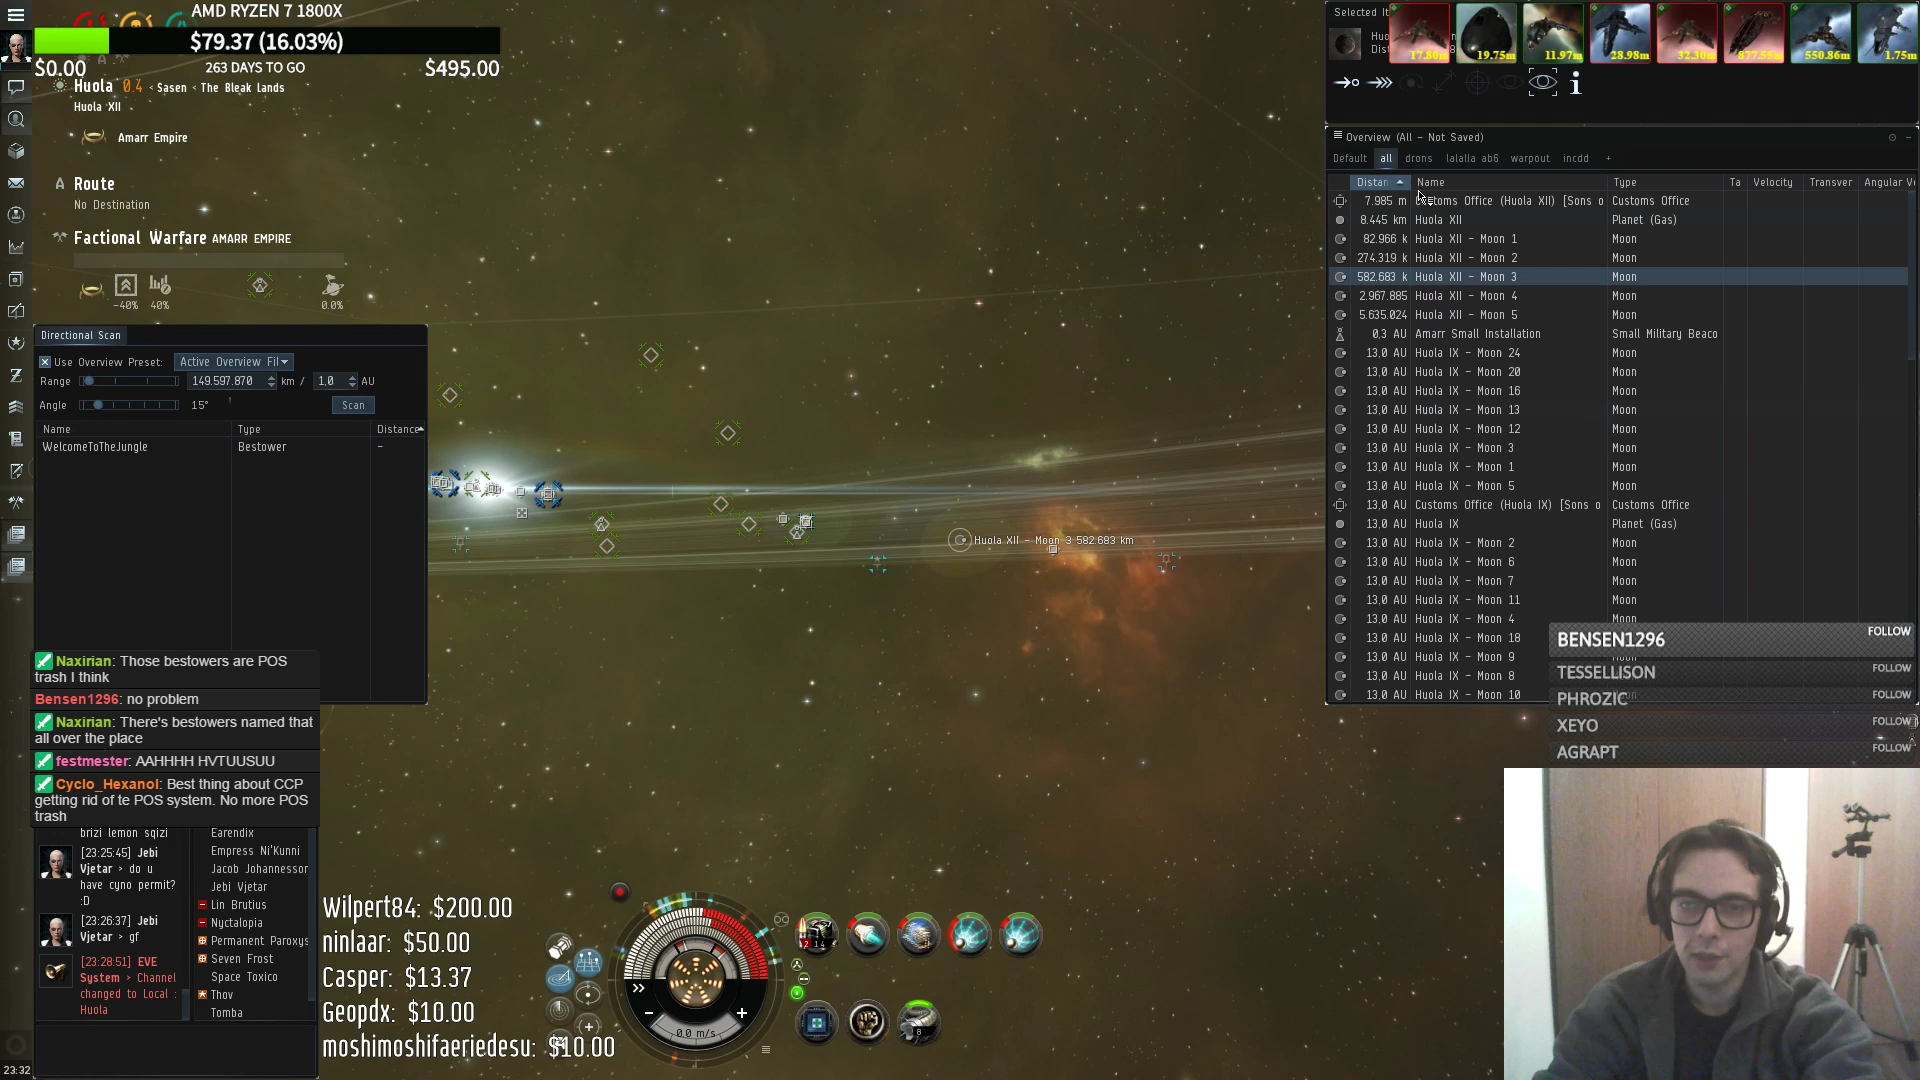 AMD RYZEN 7 1800X
$79.37 (16.03%)
$0.00
263 DAYS TO GO
$495.00
Huola 0.4 < Sasen < The Bleak Lands
Huola XII
Amarr Empire
Route
No Destination
Factional Warfare AMARR EMPIRE
-40%
40%
0.0%
Directional Scan
Use Overview Preset: Active Overview Fil
Range 149.597.870 km / 1,0 AU
Angle 15°
Scan
Name Type Distance
WelcomeToTheJungle Bestower –
Naxirian: Those bestowers are POS
trash I think
Bensen1296: no problem
Naxirian: There's bestowers named that
all over the place
festmester: AAHHHH HVTUUSUU
Cyclo_Hexanol: Best thing about CCP
getting rid of te POS system. No more POS
trash
brizi lemon sqizi
[23:25:45] Jebi
Vjetar > do u
have cyno permit?
:D
[23:26:37] Jebi
Vjetar > gf
[23:28:51] EVE
System > Channel
changed to Local :
Huola
Earendix
Empress Ni'Kunni
Jacob Johannessor
Jebi Vjetar
Lin Brutius
Nyctalopia
Permanent Paroxys
Seven Frost
Space Toxico
Thov
Tomba
23:32
Wilpert84: $200.00
ninlaar: $50.00
Casper: $13.37
Geopdx: $10.00
moshimoshifaeriedesu: $10.00
Huola XII - Moon 3 582.683 km
0.0 m/s
2 14
8
Selected It
17.80m
19.75m
11.97m
28.98m
32.30m
877.55m
550.86m
1.75m
Overview (All - Not Saved)
Default all drons lalalla ab6 warpout incdd +
Distan Name Type Ta Velocity Transver Angular Ve
7.985 m Customs Office (Huola XII) [Sons o Customs Office
8.445 km Huola XII Planet (Gas)
82.966 k Huola XII - Moon 1 Moon
274.319 k Huola XII - Moon 2 Moon
582.683 k Huola XII - Moon 3 Moon
2.967.885 Huola XII - Moon 4 Moon
5.635.024 Huola XII - Moon 5 Moon
0,3 AU Amarr Small Installation Small Military Beaco
13,0 AU Huola IX - Moon 24 Moon
13,0 AU Huola IX - Moon 20 Moon
13,0 AU Huola IX - Moon 16 Moon
13,0 AU Huola IX - Moon 13 Moon
13,0 AU Huola IX - Moon 12 Moon
13,0 AU Huola IX - Moon 3 Moon
13,0 AU Huola IX - Moon 1 Moon
13,0 AU Huola IX - Moon 5 Moon
13,0 AU Customs Office (Huola IX) [Sons o Customs Office
13,0 AU Huola IX Planet (Gas)
13,0 AU Huola IX - Moon 2 Moon
13,0 AU Huola IX - Moon 6 Moon
13,0 AU Huola IX - Moon 7 Moon
13,0 AU Huola IX - Moon 11 Moon
13,0 AU Huola IX - Moon 4 Moon
13,0 AU Huola IX - Moon 18
13,0 AU Huola IX - Moon 9
13,0 AU Huola IX - Moon 8
13,0 AU Huola IX - Moon 10
BENSEN1296 FOLLOW
TESSELLISON FOLLOW
PHROZIC FOLLOW
XEYO FOLLOW
AGRAPT FOLLOW